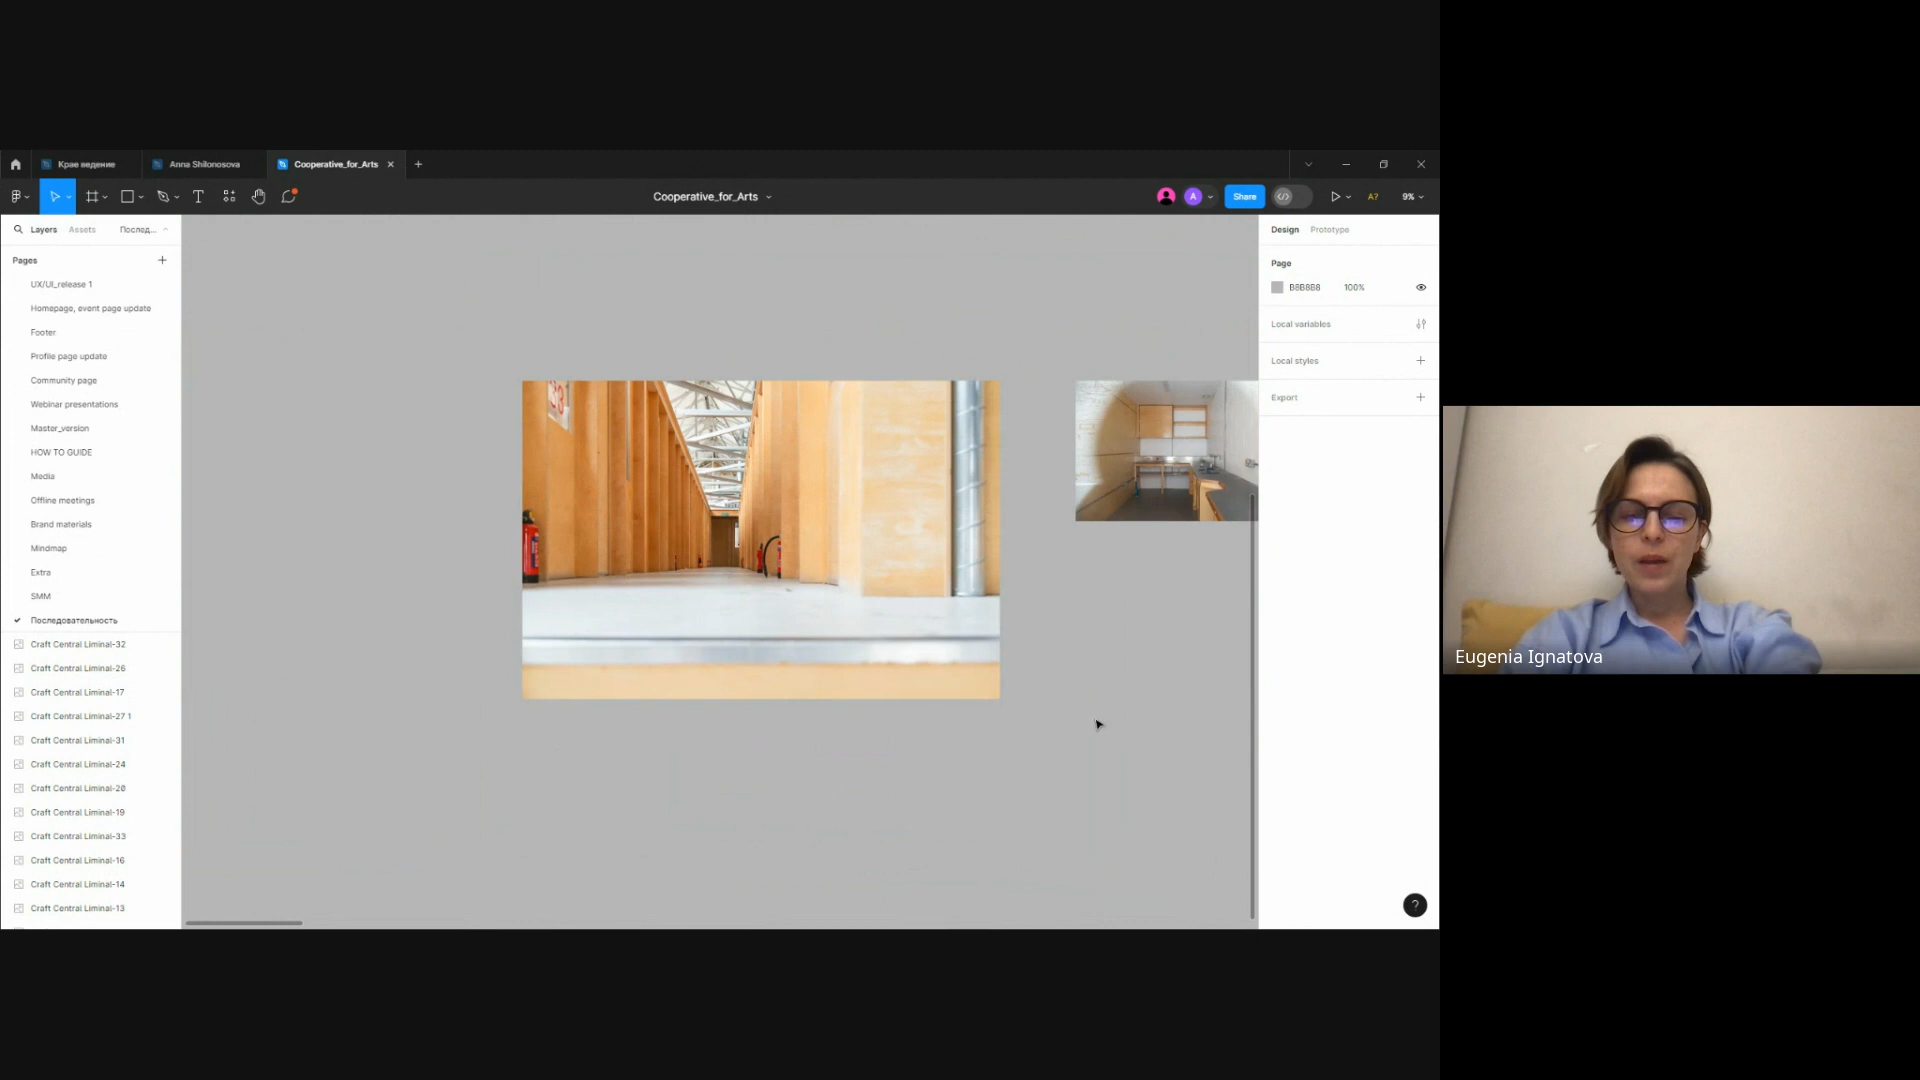 Крае ведение
Anna Shilonosova
Cooperative_for_Arts
Cooperative_for_Arts
A
Share
A?
9%
Layers
Assets
Послед...
Pages
UX/UI_release 1
Homepage, event page update
Footer
Profile page update
Community page
Webinar presentations
Master_version
HOW TO GUIDE
Media
Offline meetings
Brand materials
Mindmap
Extra
SMM
Последовательность
Craft Central Liminal-32
Craft Central Liminal-26
Craft Central Liminal-17
Craft Central Liminal-27 1
Craft Central Liminal-31
Craft Central Liminal-24
Craft Central Liminal-20
Craft Central Liminal-19
Craft Central Liminal-33
Craft Central Liminal-16
Craft Central Liminal-14
Craft Central Liminal-13
Design
Prototype
Page
B8B8B8
100%
Local variables
Local styles
Export
?
Eugenia Ignatova